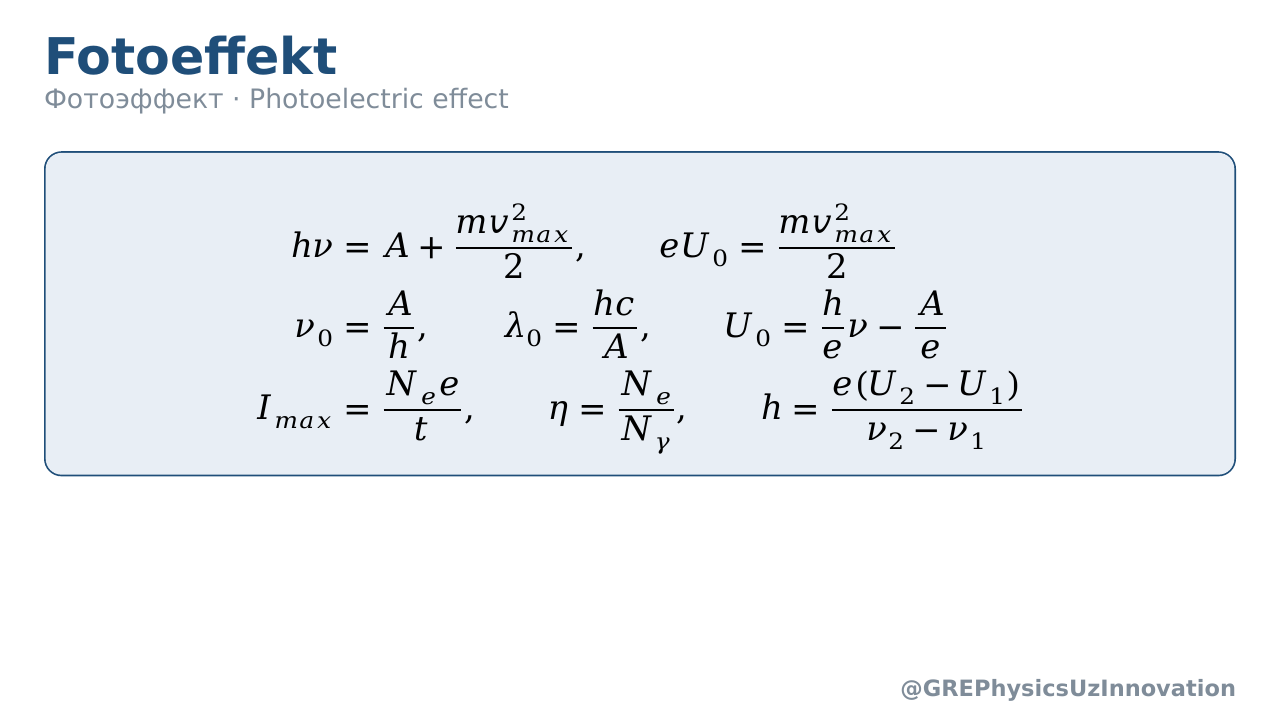 Fotoeffekt
Фотоэффект · Photoelectric effect
hν = A + mv²ₘₐₓ/2, eU₀ = mv²ₘₐₓ/2
ν₀ = A/h, λ₀ = hc/A, U₀ = h/e ν − A/e
Iₘₐₓ = Nₑe/t, η = Nₑ/Nᵧ, h = e(U₂ − U₁)/ν₂ − ν₁
@GREPhysicsUzInnovation